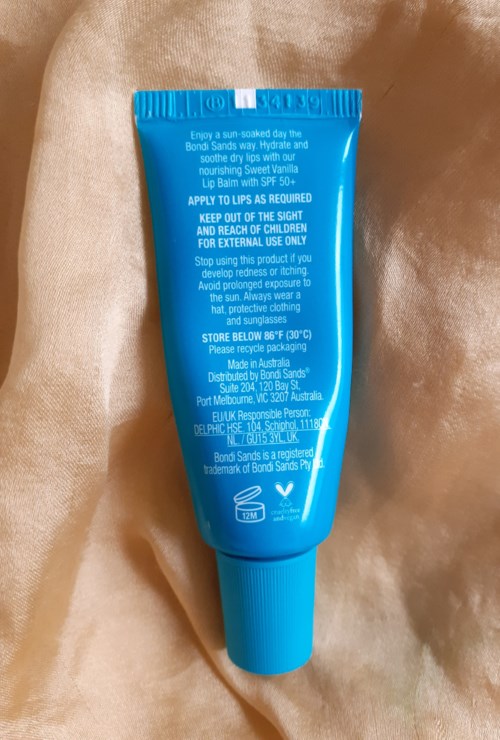 34139
Enjoy a sun-soaked day the
Bondi Sands way. Hydrate and
soothe dry lips with our
nourishing Sweet Vanilla
Lip Balm with SPF 50+
APPLY TO LIPS AS REQUIRED
KEEP OUT OF THE SIGHT
AND REACH OF CHILDREN
FOR EXTERNAL USE ONLY
Stop using this product if you
develop redness or itching.
Avoid prolonged exposure to
the sun. Always wear a
hat, protective clothing
and sunglasses
STORE BELOW 86°F (30°C)
Please recycle packaging
Made in Australia
Distributed by Bondi Sands®
Suite 204, 120 Bay St,
Port Melbourne, VIC 3207 Australia.
EU/UK Responsible Person:
DELPHIC HSE, 104, Schiphol,
NL. / GU15 3YL, UK
Bondi Sands is a registered
trademark of Bondi Sands Pty
12M
crueltyfree
andvegan